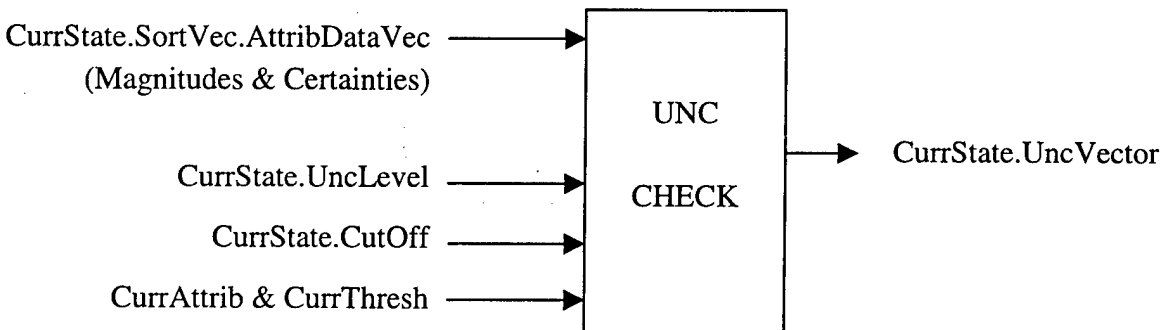 CurrState.SortVec.AttribDataVec
(Magnitudes & Certainties)
UNC
CHECK
CurrState.UncVector
CurrState.UncLevel
CurrState.CutOff
CurrAttrib & CurrThresh